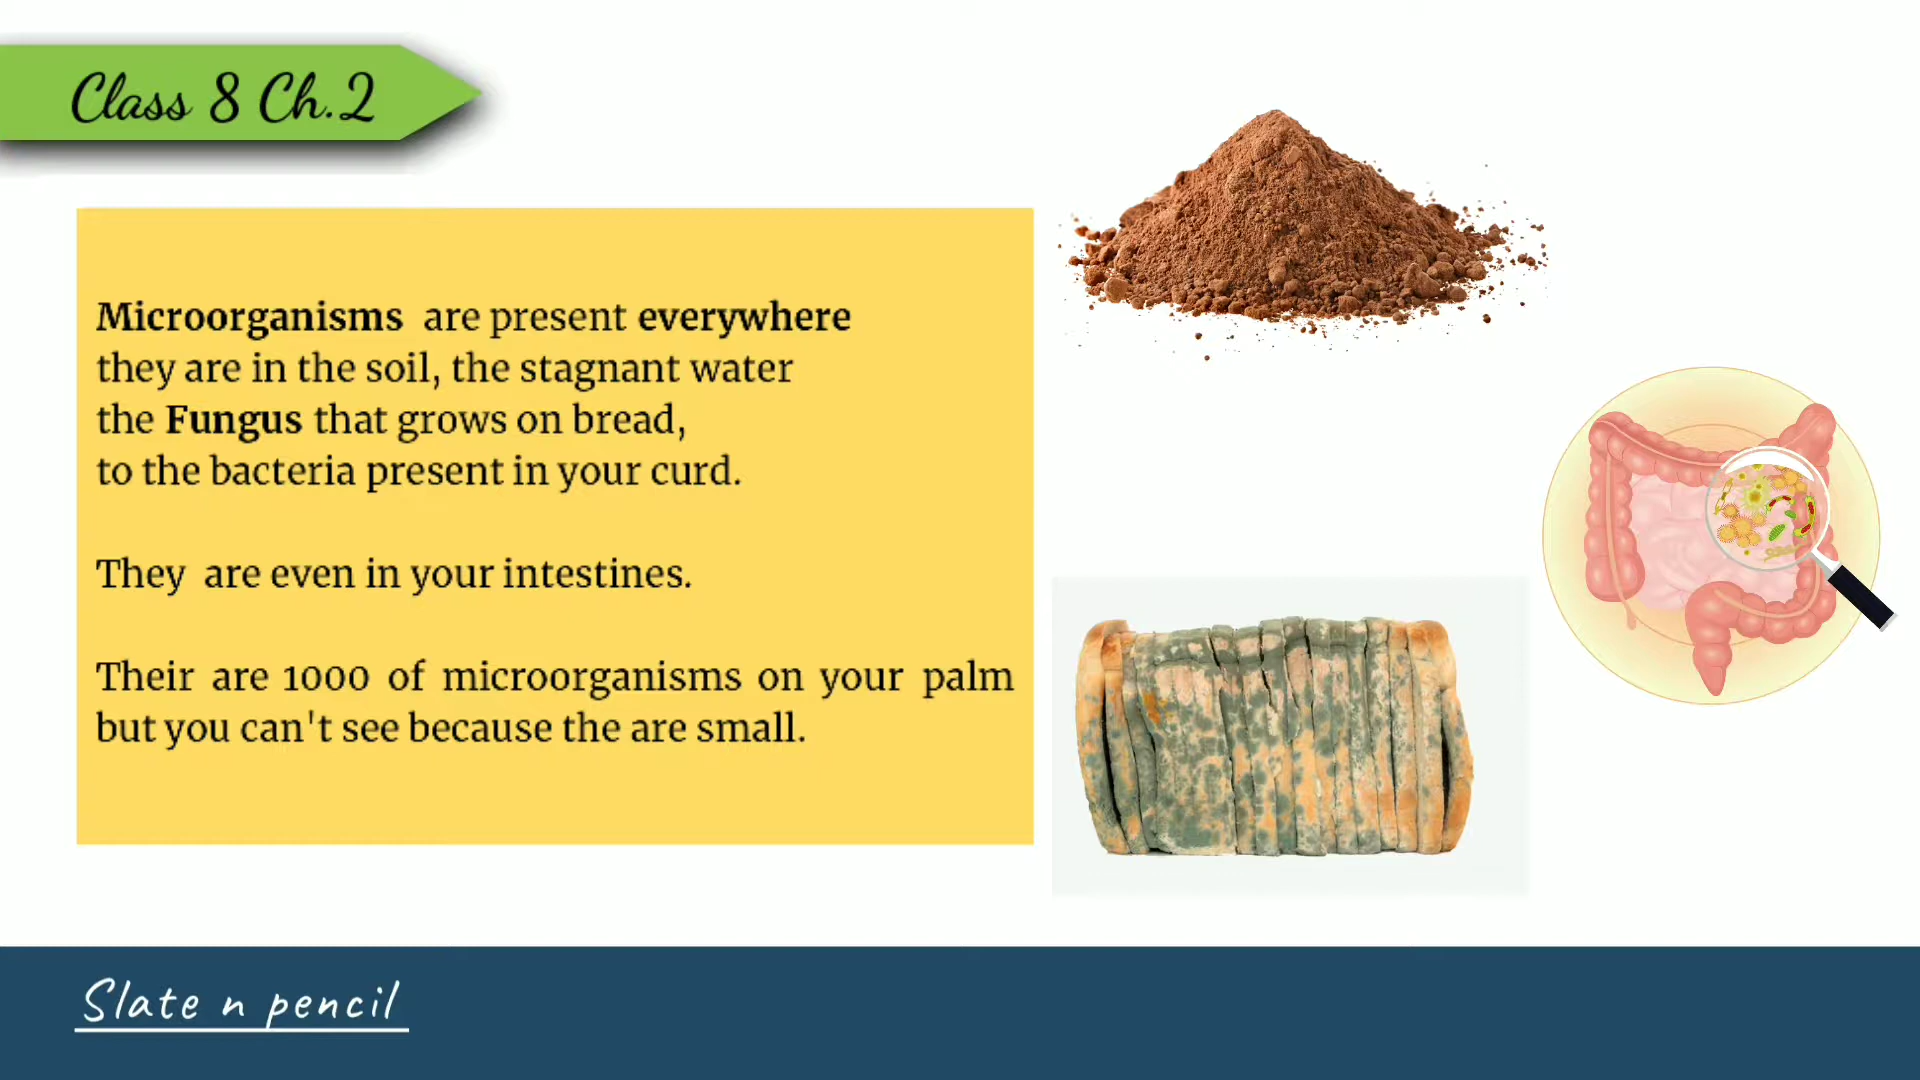 Class 8 Ch.2
Microorganisms are present everywhere
they are in the soil, the stagnant water
the Fungus that grows on bread,
to the bacteria present in your curd.
They are even in your intestines.
Their are 1000 of microorganisms on your palm
but you can't see because the are small.
Slate n pencil